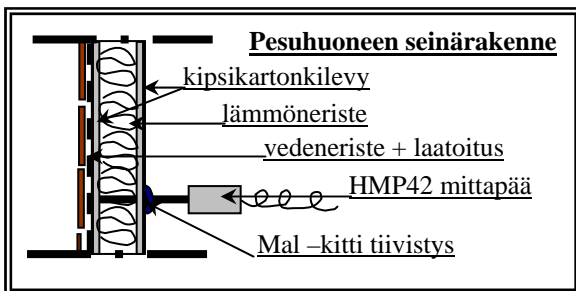 Pesuhuoneen seinärakenne
kipsikartonkilevy
lämmöneriste
vedeneriste + laatoitus
HMP42 mittapää
Mal –kitti tiivistys